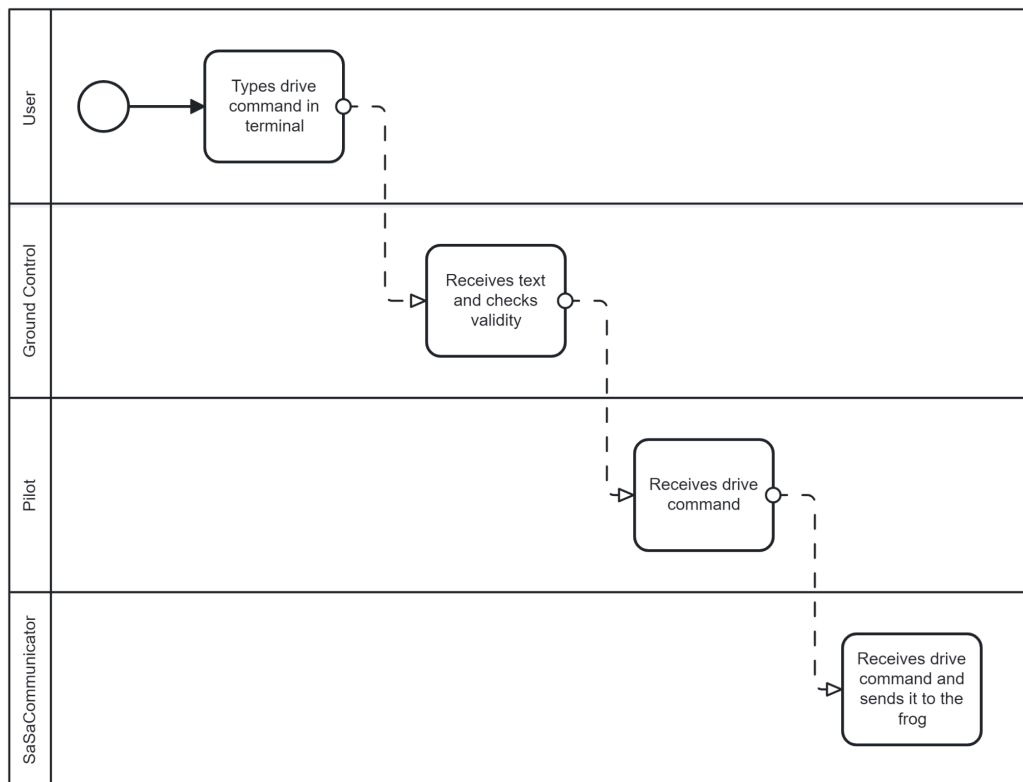 User
Types drive
command in
terminal
Ground Control
Receives text
and checks
validity
Pilot
Receives drive
command
SaSaCommunicator
Receives drive
command and
sends it to the
frog